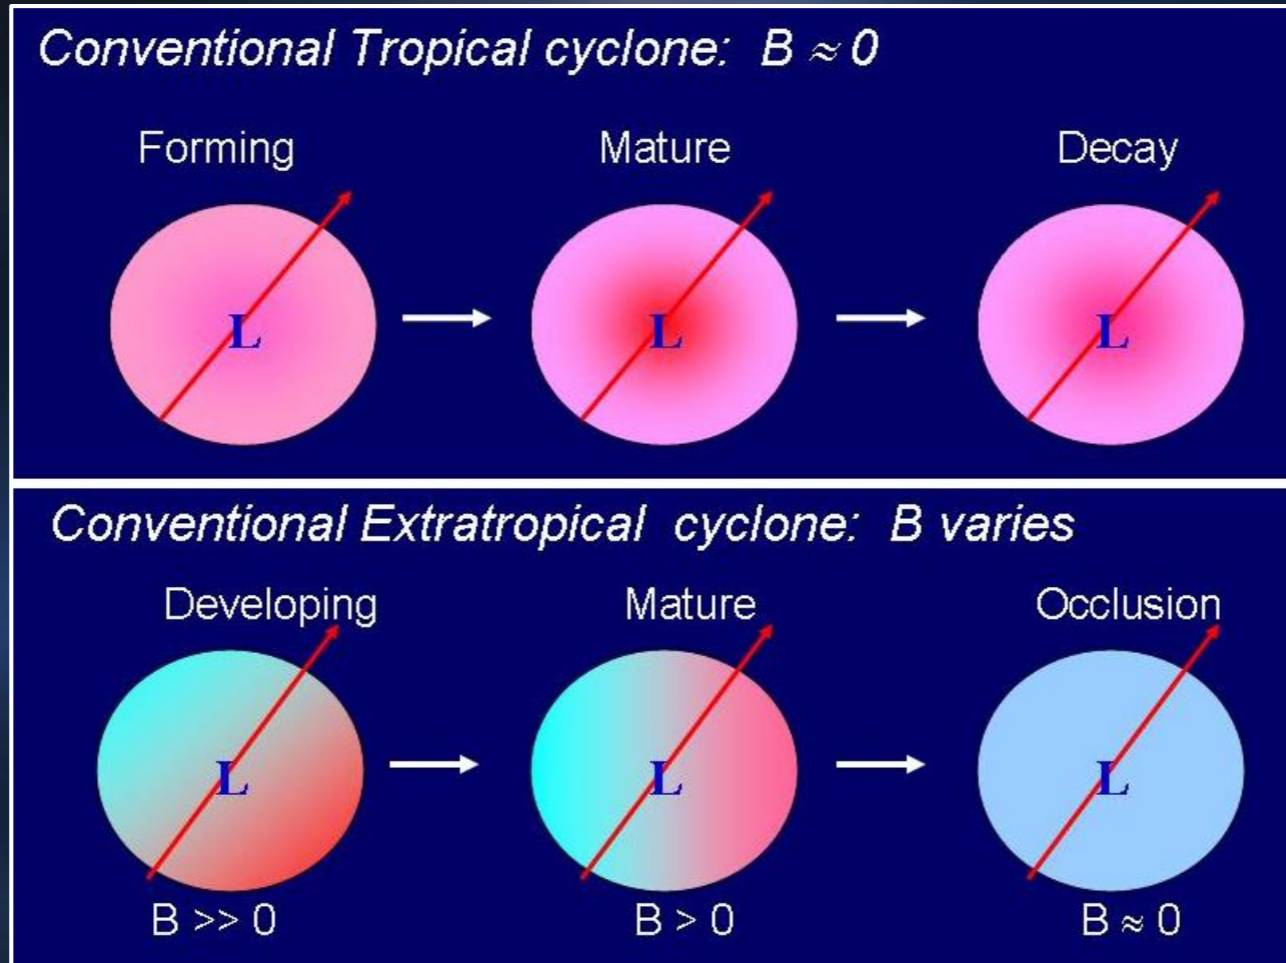 Conventional Tropical cyclone: B ≈ 0
Forming Mature Decay
L L L
Conventional Extratropical cyclone: B varies
Developing Mature Occlusion
L L L
B >> 0 B > 0 B ≈ 0